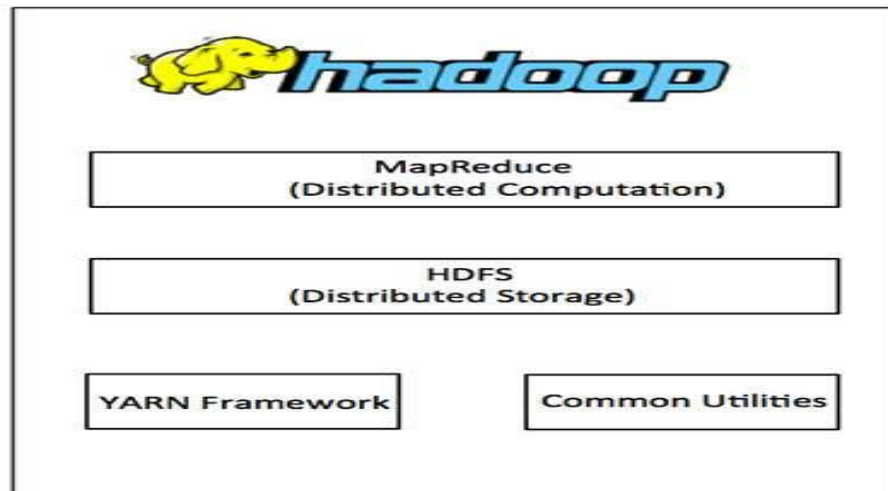 hadoop
MapReduce
(Distributed Computation)
HDFS
(Distributed Storage)
YARN Framework
Common Utilities